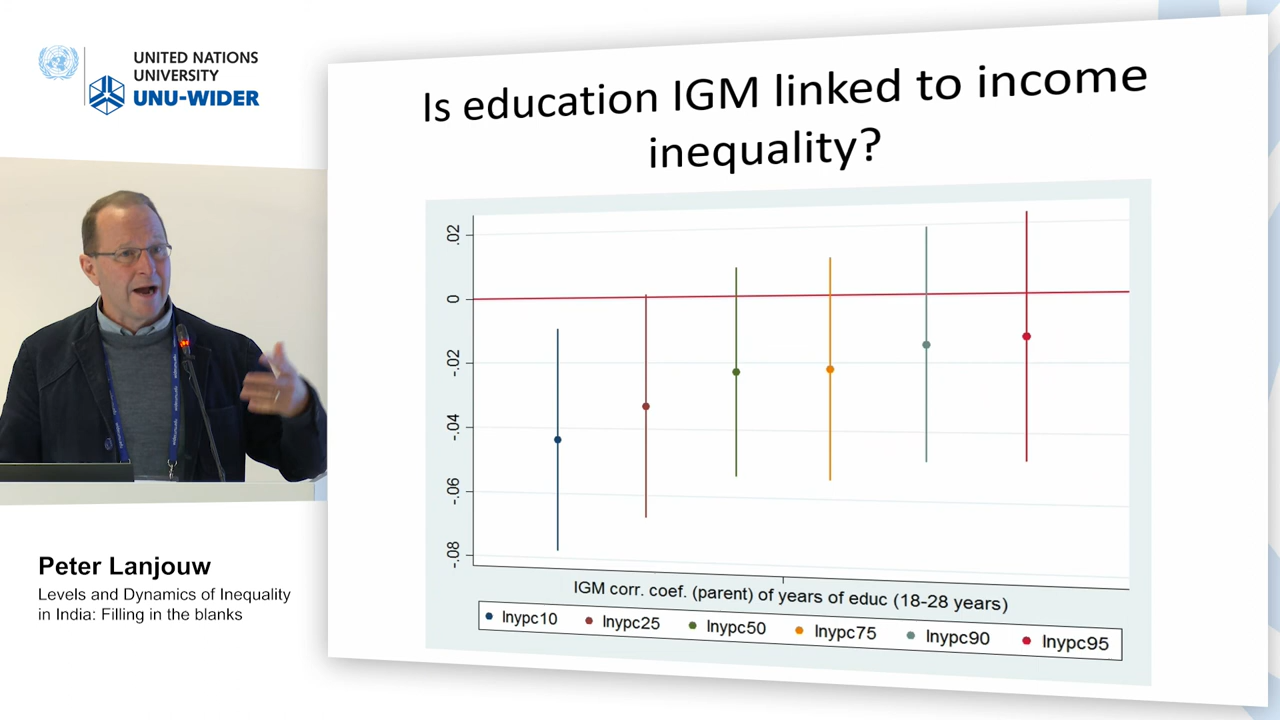 UNITED NATIONS
UNIVERSITY
UNU-WIDER
Is education IGM linked to income
inequality?
.02
0
-.02
-.04
-.06
-.08
IGM corr. coef. (parent) of years of educ (18-28 years)
lnypc10 lnypc25 lnypc50 lnypc75 lnypc90 lnypc95
Peter Lanjouw
Levels and Dynamics of Inequality
in India: Filling in the blanks